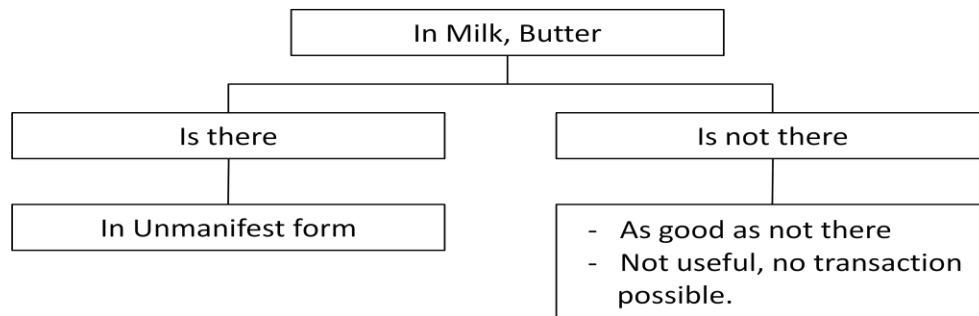 In Milk, Butter
Is there
Is not there
In Unmanifest form
- As good as not there
- Not useful, no transaction
possible.